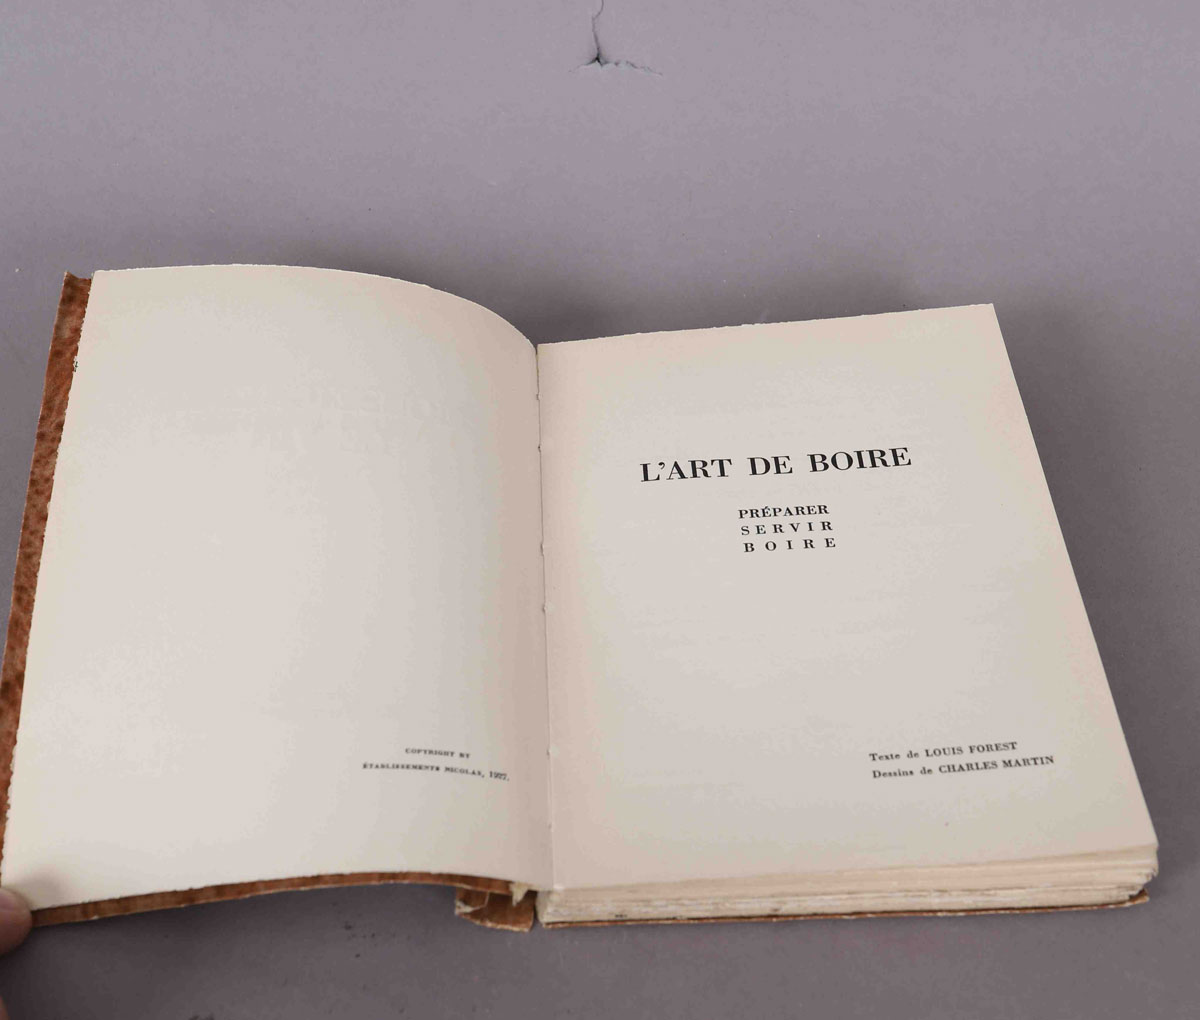 COPYRIGHT BY
ÉTABLISSEMENTS NICOLAS, 1927.
L'ART DE BOIRE
PRÉPARER
SERVIR
BOIRE
Texte de LOUIS FOREST
Dessins de CHARLES MARTIN